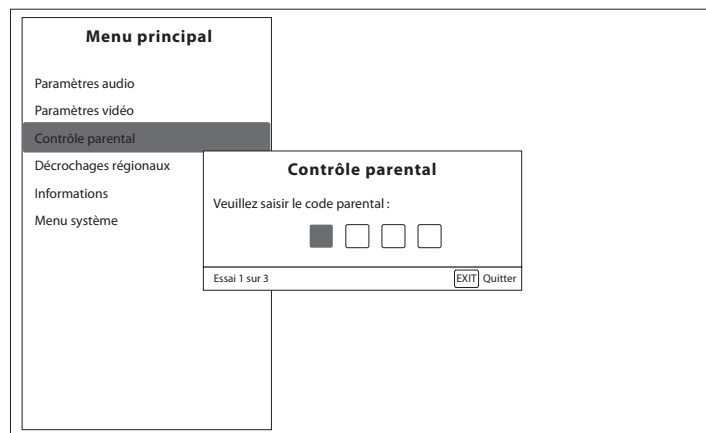 Menu principal
Paramètres audio
Paramètres vidéo
Contrôle parental
Décrochages régionaux
Informations
Menu système
Contrôle parental
Veuillez saisir le code parental :
Essai 1 sur 3
EXIT Quitter